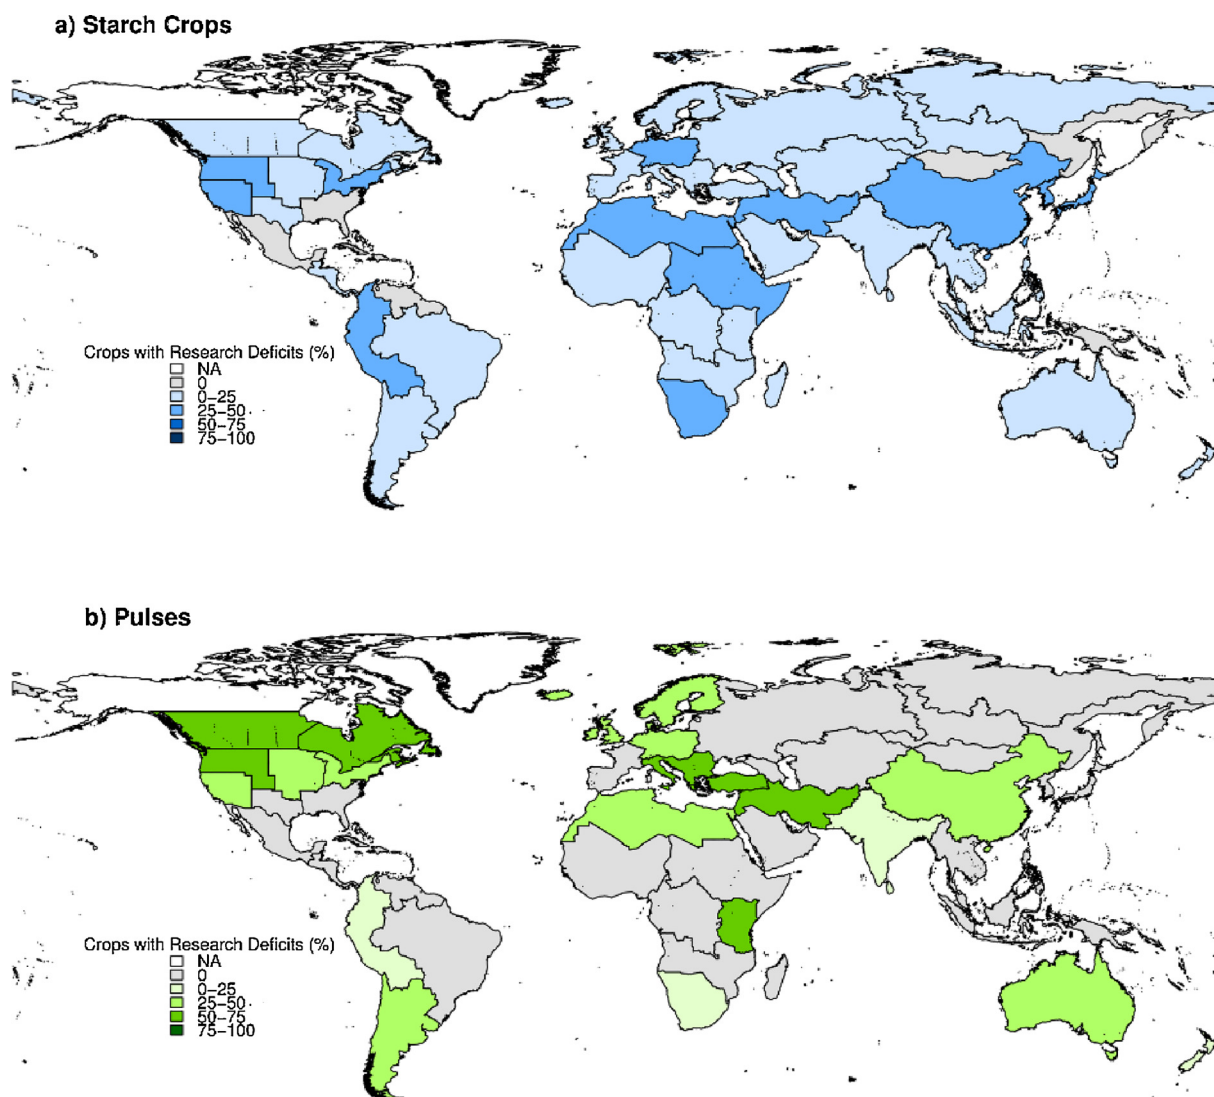 a) Starch Crops
Crops with Research Deficits (%)
NA
0
0–25
25–50
50–75
75–100
b) Pulses
Crops with Research Deficits (%)
NA
0
0–25
25–50
50–75
75–100